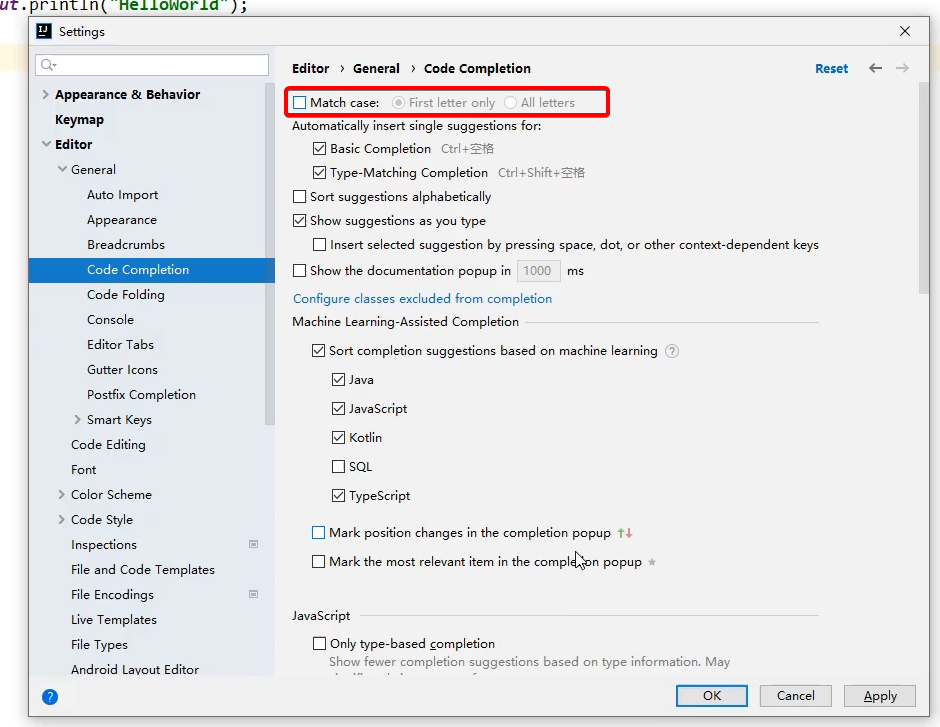 ut.println("HelloWorld");
Settings
Editor › General › Code Completion
Reset
Appearance & Behavior
Keymap
Editor
General
Auto Import
Appearance
Breadcrumbs
Code Completion
Code Folding
Console
Editor Tabs
Gutter Icons
Postfix Completion
Smart Keys
Code Editing
Font
Color Scheme
Code Style
Inspections
File and Code Templates
File Encodings
Live Templates
File Types
Android Layout Editor
Match case: First letter only All letters
Automatically insert single suggestions for:
Basic Completion Ctrl+空格
Type-Matching Completion Ctrl+Shift+空格
Sort suggestions alphabetically
Show suggestions as you type
Insert selected suggestion by pressing space, dot, or other context-dependent keys
Show the documentation popup in 1000 ms
Configure classes excluded from completion
Machine Learning-Assisted Completion
Sort completion suggestions based on machine learning ?
Java
JavaScript
Kotlin
SQL
TypeScript
Mark position changes in the completion popup
Mark the most relevant item in the completion popup
JavaScript
Only type-based completion
Show fewer completion suggestions based on type information. May
?
OK
Cancel
Apply